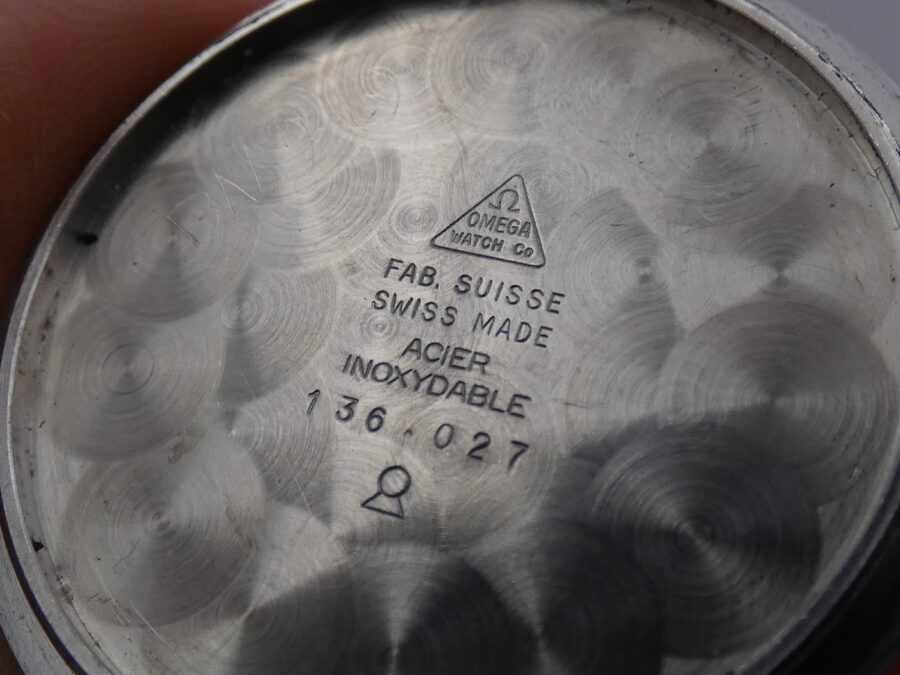 Ω
OMEGA
WATCH Co
FAB. SUISSE
SWISS MADE
ACIER
INOXYDABLE
136.027